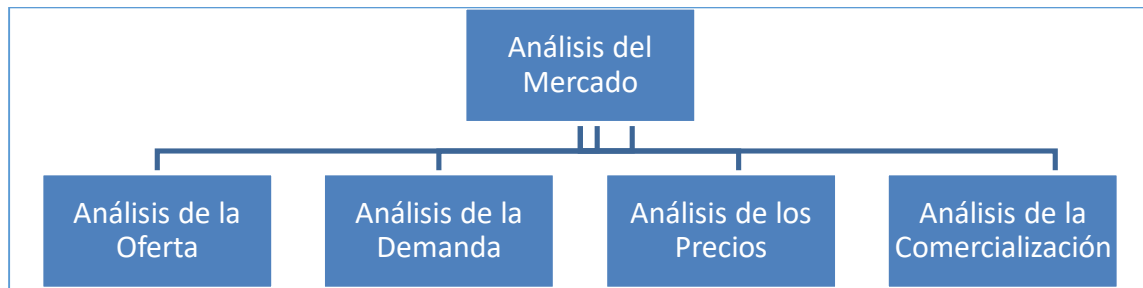 Análisis del
Mercado
Análisis de la
Oferta
Análisis de la
Demanda
Análisis de los
Precios
Análisis de la
Comercialización